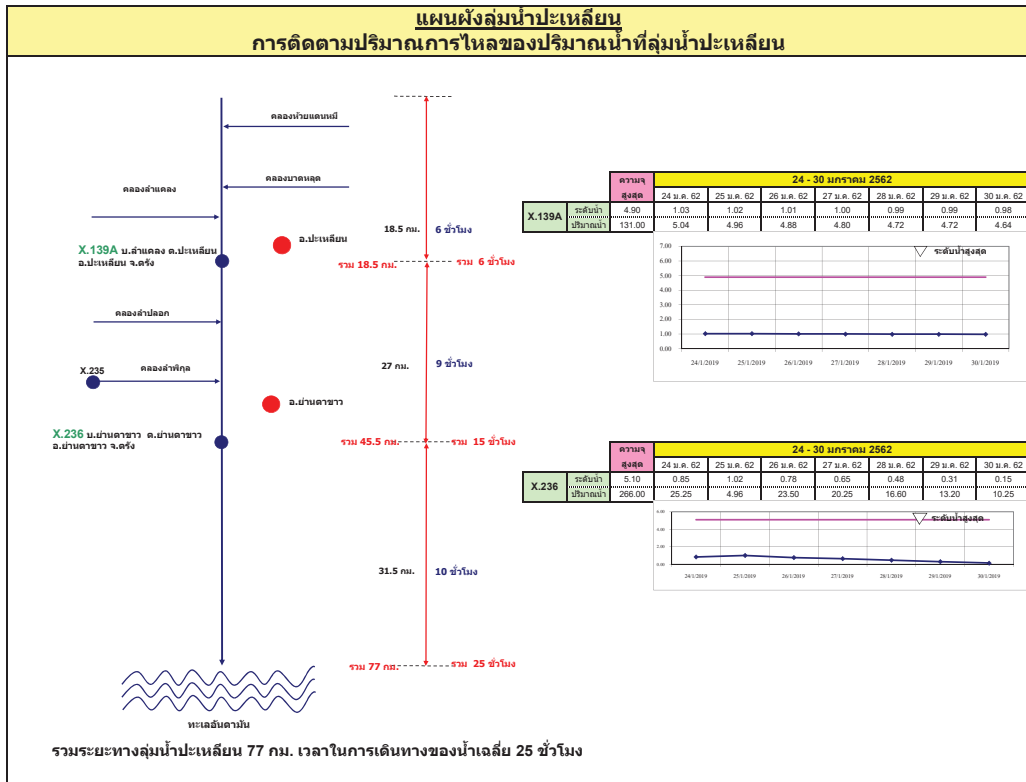 แผนผังลุ่มน้ำปะเหลียน
การติดตามปริมาณการไหลของปริมาณน้ำที่ลุ่มน้ำปะเหลียน
คลองห้วยแดนหมี
คลองบาตหลุด
คลองลำแคลง
18.5 กม.
6 ชั่วโมง
อ.ปะเหลียน
X.139A บ.ลำแคลง ต.ปะเหลียน
อ.ปะเหลียน จ.ตรัง
รวม 18.5 กม.
รวม 6 ชั่วโมง
คลองลำปลอก
27 กม.
9 ชั่วโมง
X.235
คลองลำพิกุล
อ.ย่านตาขาว
X.236 บ.ย่านตาขาว ต.ย่านตาขาว
อ.ย่านตาขาว จ.ตรัง
รวม 45.5 กม.
รวม 15 ชั่วโมง
31.5 กม.
10 ชั่วโมง
รวม 77 กม.
รวม 25 ชั่วโมง
ทะเลอันดามัน
รวมระยะทางลุ่มน้ำปะเหลียน 77 กม. เวลาในการเดินทางของน้ำเฉลี่ย 25 ชั่วโมง
ความจุ 24 - 30 มกราคม 2562
สูงสุด 24 ม.ค. 62 25 ม.ค. 62 26 ม.ค. 62 27 ม.ค. 62 28 ม.ค. 62 29 ม.ค. 62 30 ม.ค. 62
X.139A
ระดับน้ำ 4.90 1.03 1.02 1.01 1.00 0.99 0.99 0.98
ปริมาณน้ำ 131.00 5.04 4.96 4.88 4.80 4.72 4.72 4.64
ระดับน้ำสูงสุด
7.00
6.00
5.00
4.00
3.00
2.00
1.00
0.00
24/1/2019 25/1/2019 26/1/2019 27/1/2019 28/1/2019 29/1/2019 30/1/2019
ความจุ 24 - 30 มกราคม 2562
สูงสุด 24 ม.ค. 62 25 ม.ค. 62 26 ม.ค. 62 27 ม.ค. 62 28 ม.ค. 62 29 ม.ค. 62 30 ม.ค. 62
X.236
ระดับน้ำ 5.10 0.85 1.02 0.78 0.65 0.48 0.31 0.15
ปริมาณน้ำ 266.00 25.25 4.96 23.50 20.25 16.60 13.20 10.25
ระดับน้ำสูงสุด
6.00
4.00
2.00
0.00
24/1/2019 25/1/2019 26/1/2019 27/1/2019 28/1/2019 29/1/2019 30/1/2019